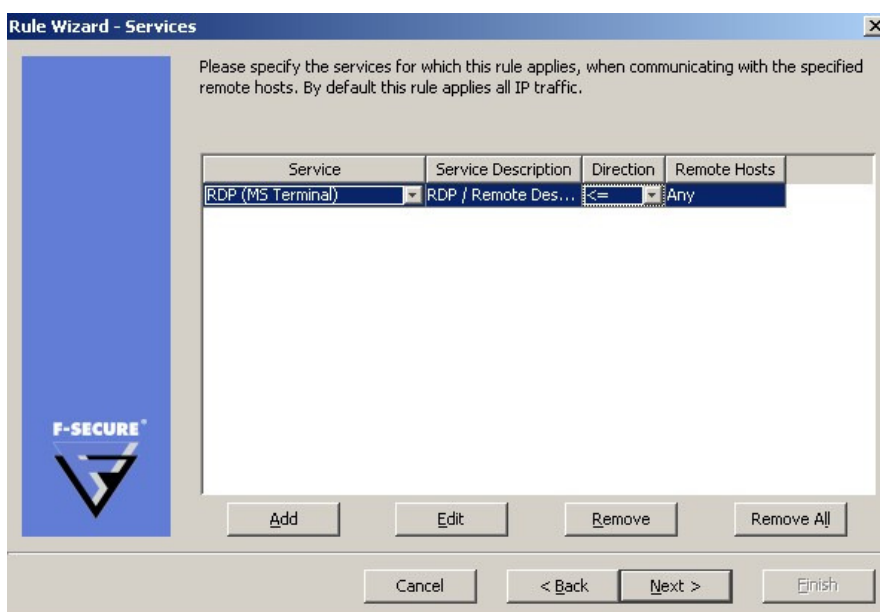 Rule Wizard - Services
Please specify the services for which this rule applies, when communicating with the specified
remote hosts. By default this rule applies all IP traffic.
Service Service Description Direction Remote Hosts
RDP (MS Terminal) RDP / Remote Des... <= Any
F-SECURE®
Add Edit Remove Remove All
Cancel < Back Next > Finish